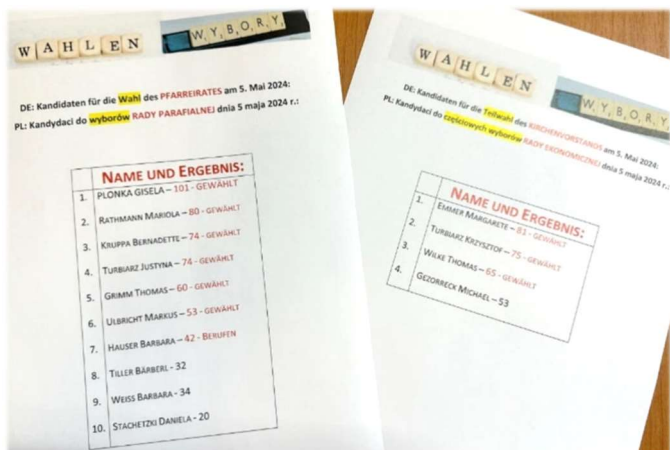 WAHLEN
WYBORY
DE: Kandidaten für die Wahl des PFARREIRATES am 5. Mai 2024:
PL: Kandydaci do wyborów RADY PARAFIALNEJ dnia 5 maja 2024 r.:
NAME UND ERGEBNIS:
1. PLONKA GISELA – 101 - GEWÄHLT
2. RATHMANN MARIOLA – 80 - GEWÄHLT
3. KRUPPA BERNADETTE – 74 - GEWÄHLT
4. TURBIARZ JUSTYNA – 74 - GEWÄHLT
5. GRIMM THOMAS – 60 - GEWÄHLT
6. ULBRICHT MARKUS – 53 - GEWÄHLT
7. HAUSER BARBARA – 42 - BERUFEN
8. TILLER BÄRBERL - 32
9. WEISS BARBARA - 34
10. STACHETZKI DANIELA - 20
WAHLEN
WYBORY
DE: Kandidaten für die Teilwahl des KIRCHENVORSTANDS am 5. Mai 2024:
PL: Kandydaci do częściowych wyborów RADY EKONOMICZNEJ dnia 5 maja 2024 r.:
NAME UND ERGEBNIS:
1. EMMER MARGARETE – 81 - GEWÄHLT
2. TURBIARZ KRZYSZTOF – 75 - GEWÄHLT
3. WILKE THOMAS – 65 - GEWÄHLT
4. GEZORRECK MICHAEL – 53